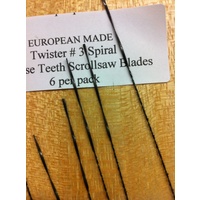 EUROPEAN MADE
Twister # 3 Spiral
se Teeth Scrollsaw Blades
6 per pack